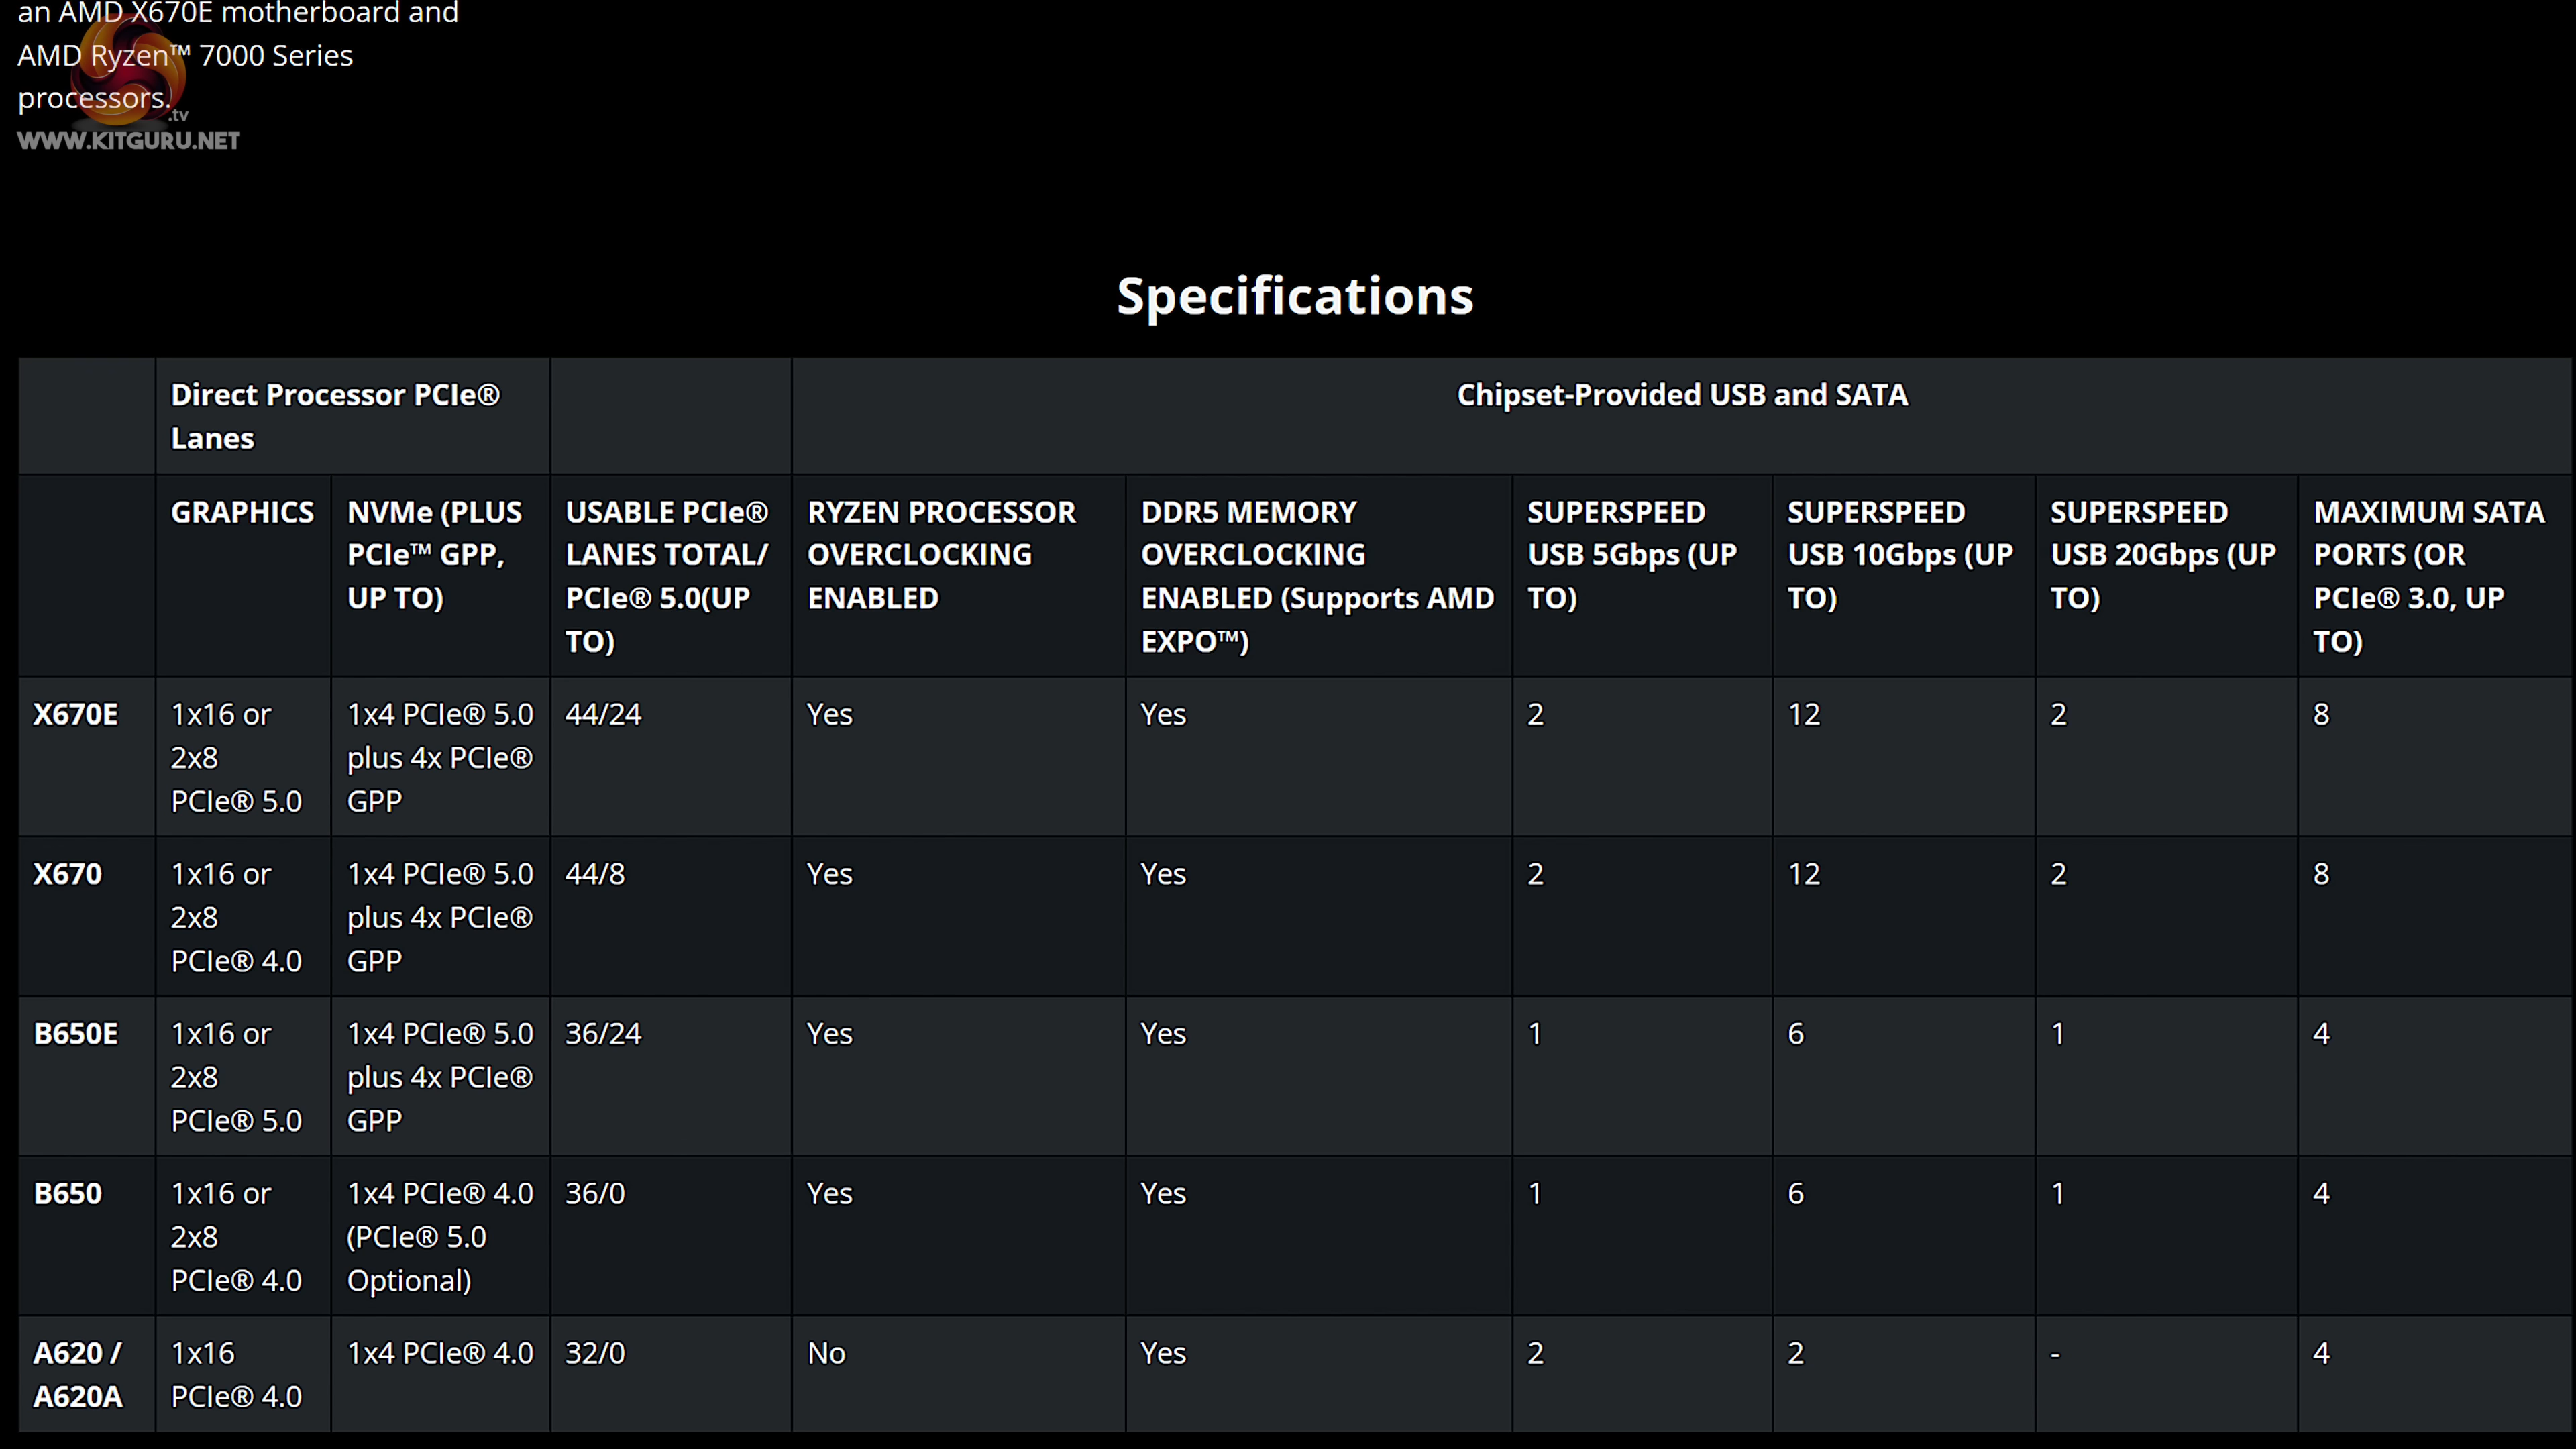 an AMD X670E motherboard and
AMD Ryzen™ 7000 Series
processors.
.tv
WWW.KITGURU.NET
Specifications
Direct Processor PCIe®
Lanes
Chipset-Provided USB and SATA
GRAPHICS
NVMe (PLUS
PCIe™ GPP,
UP TO)
USABLE PCIe®
LANES TOTAL/
PCIe® 5.0(UP
TO)
RYZEN PROCESSOR
OVERCLOCKING
ENABLED
DDR5 MEMORY
OVERCLOCKING
ENABLED (Supports AMD
EXPO™)
SUPERSPEED
USB 5Gbps (UP
TO)
SUPERSPEED
USB 10Gbps (UP
TO)
SUPERSPEED
USB 20Gbps (UP
TO)
MAXIMUM SATA
PORTS (OR
PCIe® 3.0, UP
TO)
X670E
1x16 or
2x8
PCIe® 5.0
1x4 PCIe® 5.0
plus 4x PCIe®
GPP
44/24
Yes
Yes
2
12
2
8
X670
1x16 or
2x8
PCIe® 4.0
1x4 PCIe® 5.0
plus 4x PCIe®
GPP
44/8
Yes
Yes
2
12
2
8
B650E
1x16 or
2x8
PCIe® 5.0
1x4 PCIe® 5.0
plus 4x PCIe®
GPP
36/24
Yes
Yes
1
6
1
4
B650
1x16 or
2x8
PCIe® 4.0
1x4 PCIe® 4.0
(PCIe® 5.0
Optional)
36/0
Yes
Yes
1
6
1
4
A620 /
A620A
1x16
PCIe® 4.0
1x4 PCIe® 4.0
32/0
No
Yes
2
2
-
4